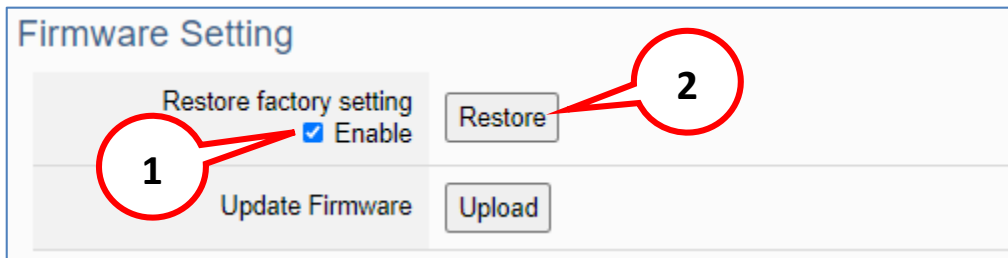 Firmware Setting
Restore factory setting
Enable
Restore
1
2
Update Firmware
Upload